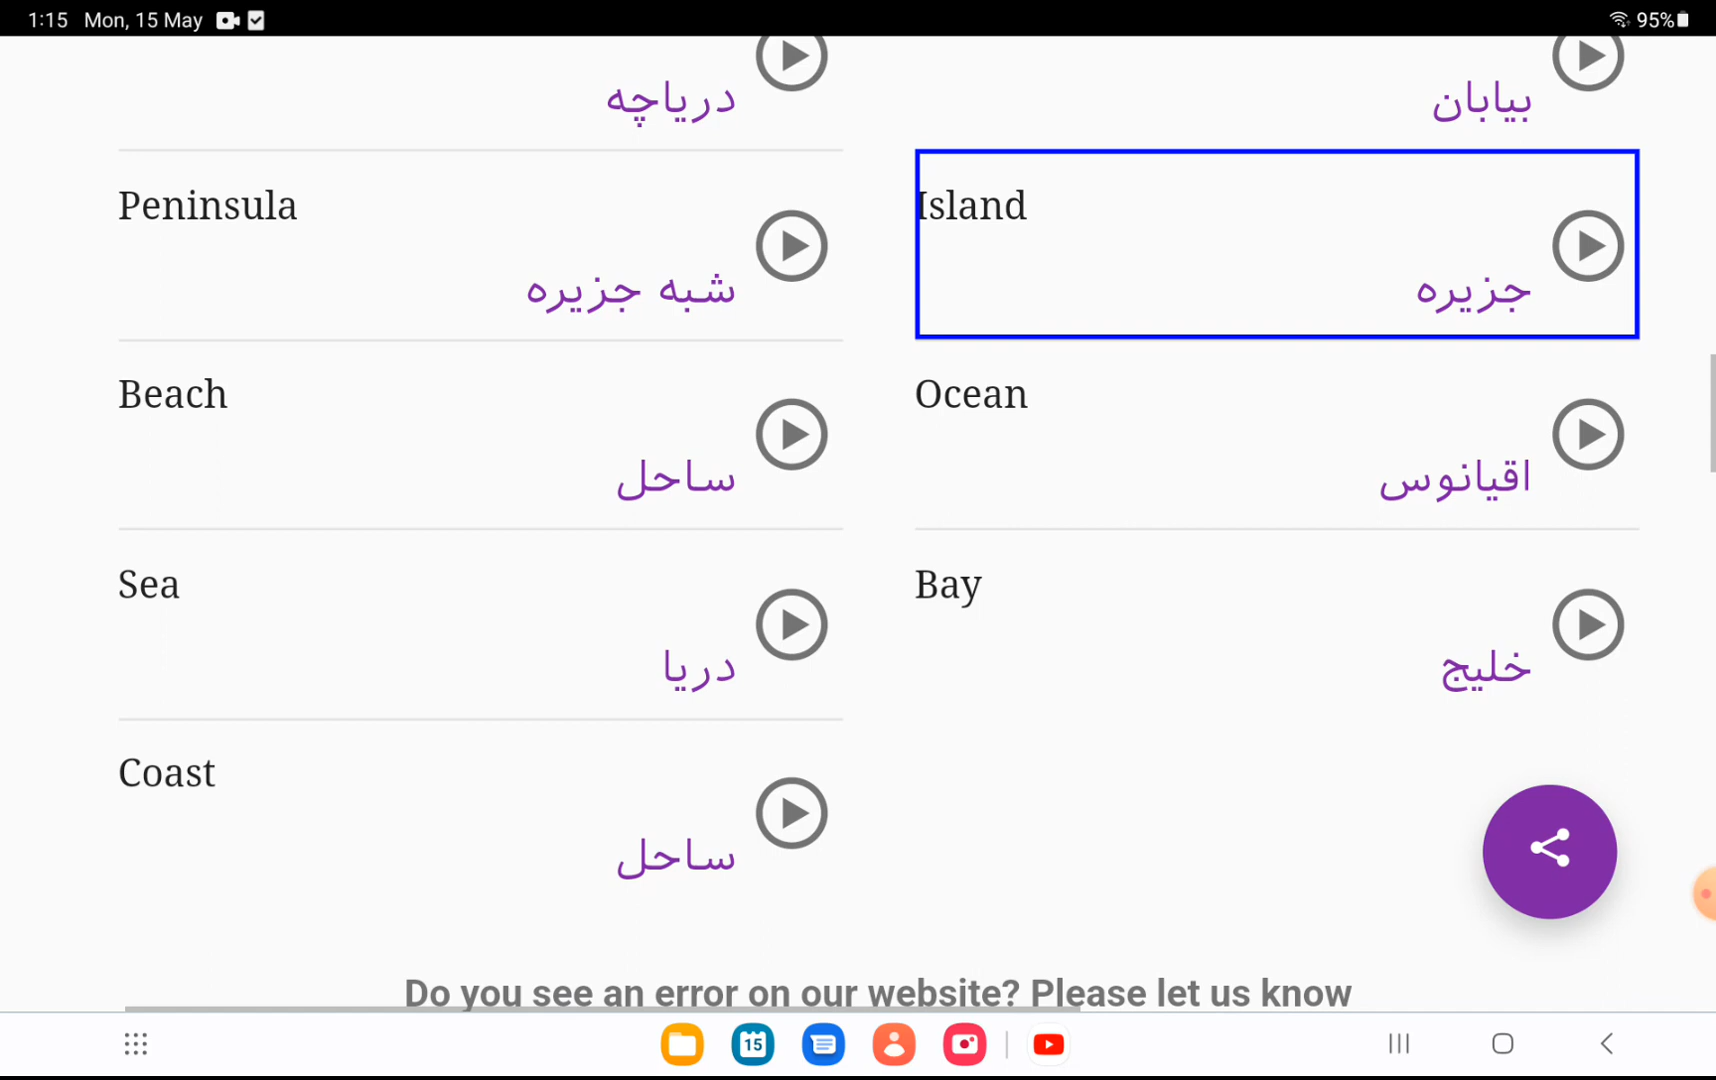 1:15 Mon, 15 May
95%
دریاچه
بیابان
Peninsula
شبه جزیره
Island
جزیره
Beach
ساحل
Ocean
اقیانوس
Sea
دریا
Bay
خلیج
Coast
ساحل
Do you see an error on our website? Please let us know
15